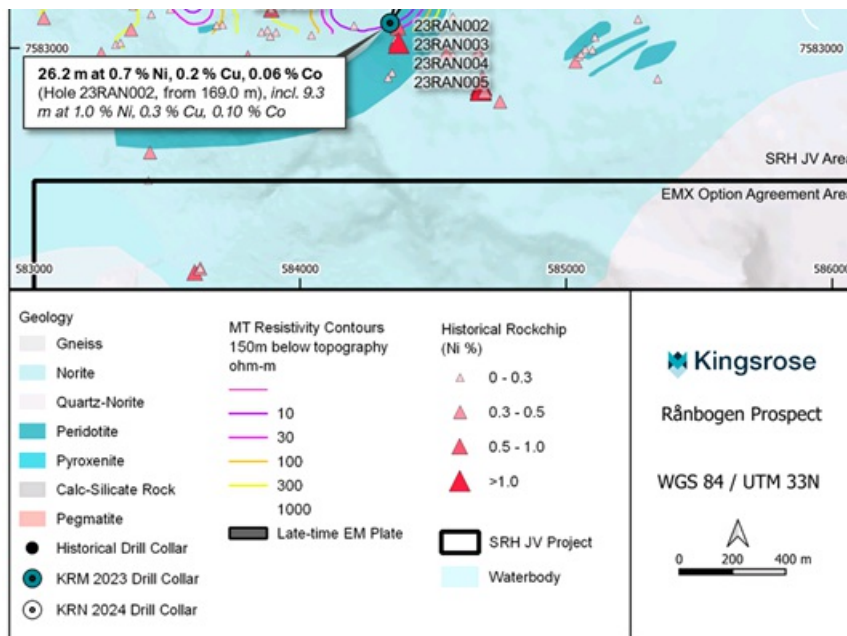 23RAN002
7583000
23RAN003
7583000
23RAN004
23RAN005
26.2 m at 0.7 % Ni, 0.2 % Cu, 0.06 % Co
(Hole 23RAN002, from 169.0 m), incl. 9.3
m at 1.0 % Ni, 0.3 % Cu, 0.10 % Co
SRH JV Area
EMX Option Agreement Area
583000
584000
585000
586000
Geology
Gneiss
Norite
Quartz-Norite
Peridotite
Pyroxenite
Calc-Silicate Rock
Pegmatite
Historical Drill Collar
KRM 2023 Drill Collar
KRN 2024 Drill Collar
MT Resistivity Contours
150m below topography
ohm-m
10
30
100
300
1000
Late-time EM Plate
Historical Rockchip
(Ni %)
0 - 0.3
0.3 - 0.5
0.5 - 1.0
>1.0
SRH JV Project
Waterbody
Kingsrose
Rånbogen Prospect
WGS 84 / UTM 33N
0 200 400 m